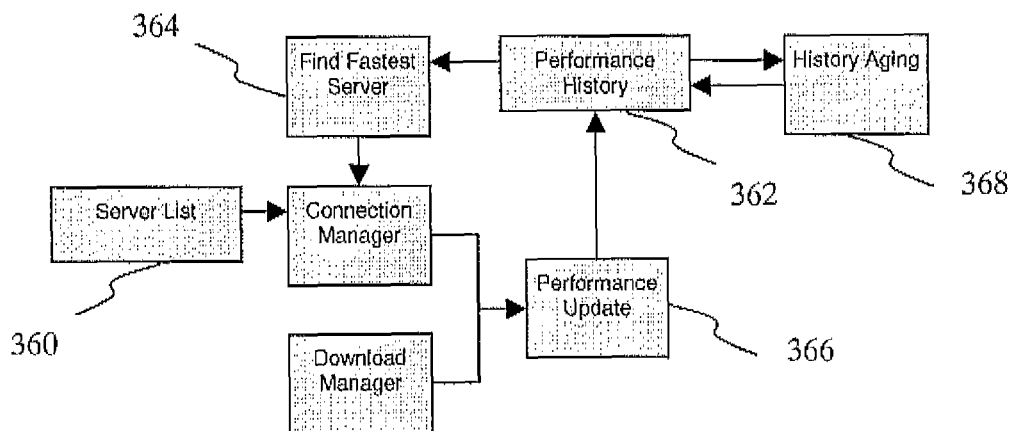 364
Find Fastest
Server
Performance
History
History Aging
362
368
Server List
Connection
Manager
360
Performance
Update
366
Download
Manager